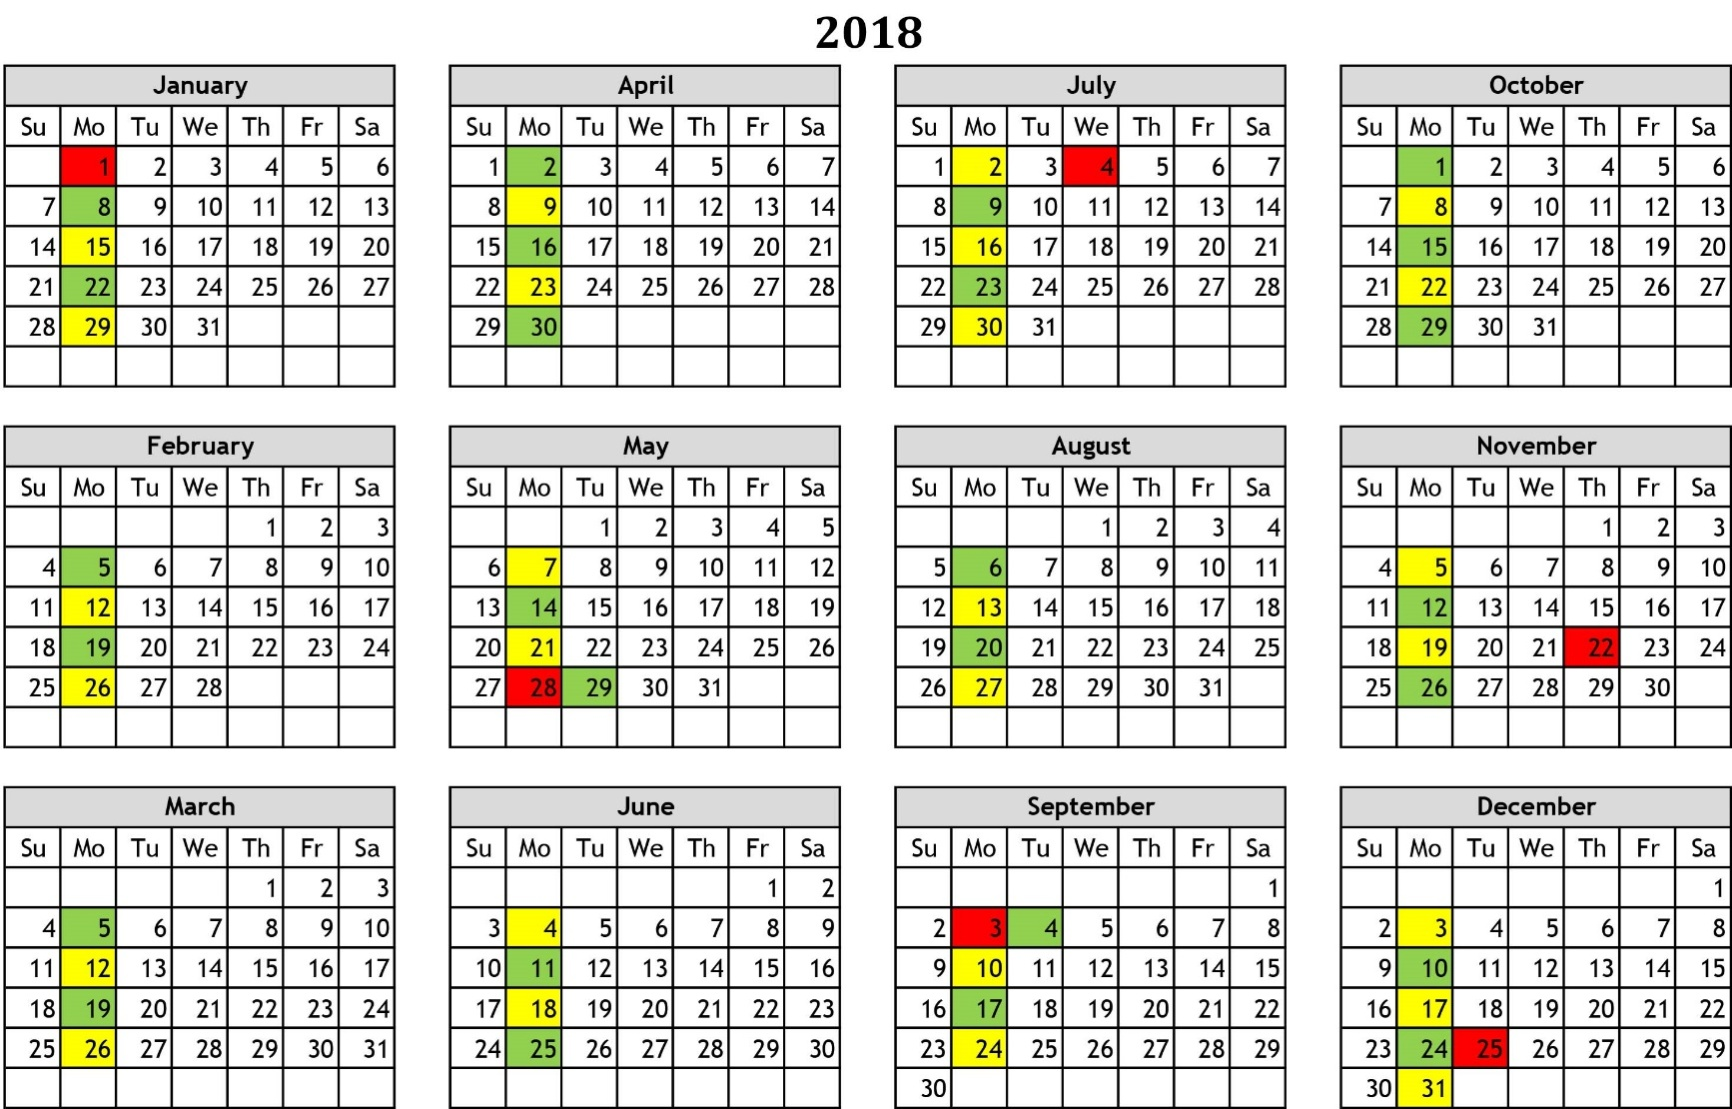 2018
January
Su Mo Tu We Th Fr Sa
1 2 3 4 5 6
7 8 9 10 11 12 13
14 15 16 17 18 19 20
21 22 23 24 25 26 27
28 29 30 31
April
Su Mo Tu We Th Fr Sa
1 2 3 4 5 6 7
8 9 10 11 12 13 14
15 16 17 18 19 20 21
22 23 24 25 26 27 28
29 30
July
Su Mo Tu We Th Fr Sa
1 2 3 4 5 6 7
8 9 10 11 12 13 14
15 16 17 18 19 20 21
22 23 24 25 26 27 28
29 30 31
October
Su Mo Tu We Th Fr Sa
1 2 3 4 5 6
7 8 9 10 11 12 13
14 15 16 17 18 19 20
21 22 23 24 25 26 27
28 29 30 31
February
Su Mo Tu We Th Fr Sa
1 2 3
4 5 6 7 8 9 10
11 12 13 14 15 16 17
18 19 20 21 22 23 24
25 26 27 28
May
Su Mo Tu We Th Fr Sa
1 2 3 4 5
6 7 8 9 10 11 12
13 14 15 16 17 18 19
20 21 22 23 24 25 26
27 28 29 30 31
August
Su Mo Tu We Th Fr Sa
1 2 3 4
5 6 7 8 9 10 11
12 13 14 15 16 17 18
19 20 21 22 23 24 25
26 27 28 29 30 31
November
Su Mo Tu We Th Fr Sa
1 2 3
4 5 6 7 8 9 10
11 12 13 14 15 16 17
18 19 20 21 22 23 24
25 26 27 28 29 30
March
Su Mo Tu We Th Fr Sa
1 2 3
4 5 6 7 8 9 10
11 12 13 14 15 16 17
18 19 20 21 22 23 24
25 26 27 28 29 30 31
June
Su Mo Tu We Th Fr Sa
1 2
3 4 5 6 7 8 9
10 11 12 13 14 15 16
17 18 19 20 21 22 23
24 25 26 27 28 29 30
September
Su Mo Tu We Th Fr Sa
1
2 3 4 5 6 7 8
9 10 11 12 13 14 15
16 17 18 19 20 21 22
23 24 25 26 27 28 29
30
December
Su Mo Tu We Th Fr Sa
1
2 3 4 5 6 7 8
9 10 11 12 13 14 15
16 17 18 19 20 21 22
23 24 25 26 27 28 29
30 31